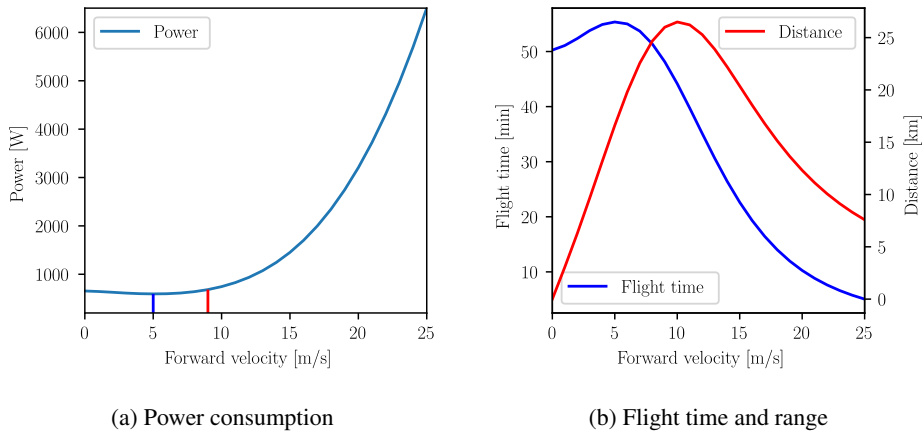 Power
6500
5000
4000
3000
2000
1000
Power [W]
0
5
10
15
20
25
Forward velocity [m/s]
(a) Power consumption
Distance
Flight time
50
40
30
20
10
Flight time [min]
25
20
15
10
5
0
Distance [km]
0
5
10
15
20
25
Forward velocity [m/s]
(b) Flight time and range